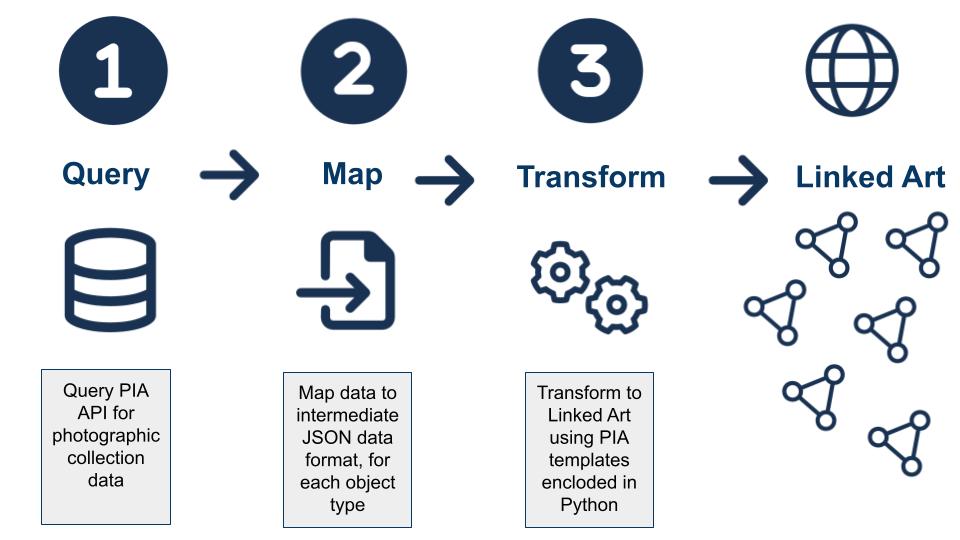 1
2
3
Query
Map
Transform
Linked Art
Query PIA
API for
photographic
collection
data
Map data to
intermediate
JSON data
format, for
each object
type
Transform to
Linked Art
using PIA
templates
encloded in
Python